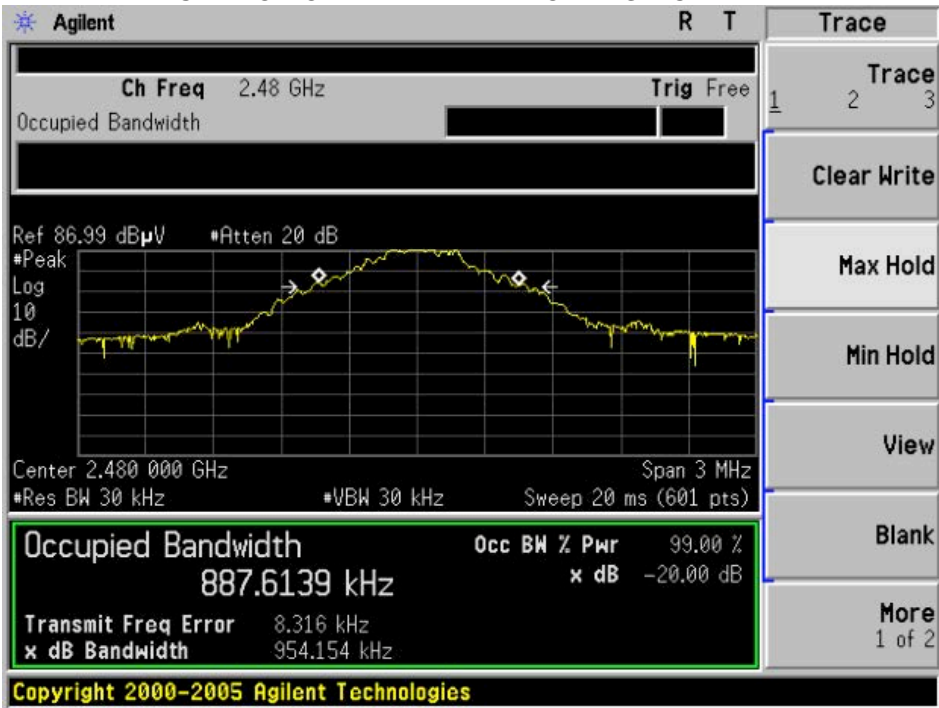 Agilent R T Trace
Ch Freq 2.48 GHz Trig Free
Occupied Bandwidth
Ref 86.99 dBµV #Atten 20 dB
#Peak
Log
10
dB/
Center 2.480 000 GHz Span 3 MHz
#Res BW 30 kHz #VBW 30 kHz Sweep 20 ms (601 pts)
Occupied Bandwidth Occ BW % Pwr 99.00 %
887.6139 kHz x dB -20.00 dB
Transmit Freq Error 8.316 kHz
x dB Bandwidth 954.154 kHz
Copyright 2000-2005 Agilent Technologies
Trace
1 2 3
Clear Write
Max Hold
Min Hold
View
Blank
More
1 of 2